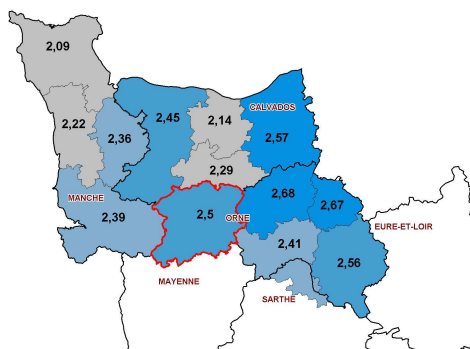 2,09
CALVADOS
2,45
2,14
2,22
2,36
2,57
2,29
MANCHE
2,68
2,67
2,39
2,5
ORNE
EURE-ET-LOIR
2,41
2,56
MAYENNE
SARTHE